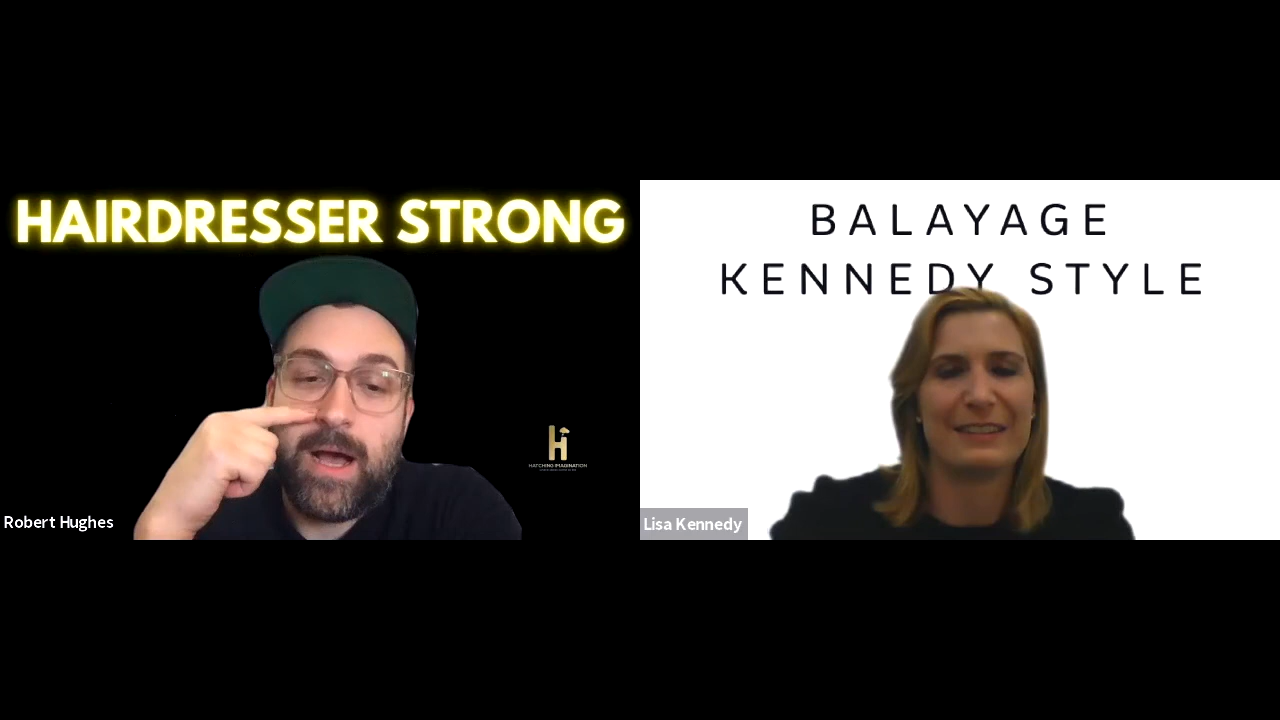 HAIRDRESSER STRONG
HATCHING IMAGINATION
Robert Hughes
BALAYAGE
KENNEDY STYLE
Lisa Kennedy